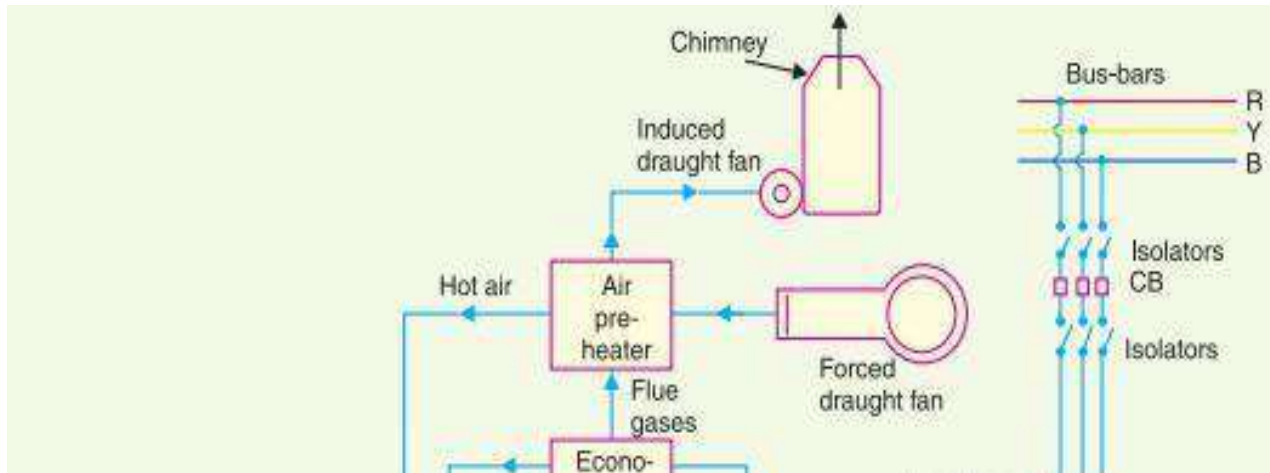 Chimney
Bus-bars
R
Y
B
Induced
draught fan
Isolators
CB
Hot air
Air
pre-
heater
Isolators
Forced
draught fan
Flue
gases
Econo-